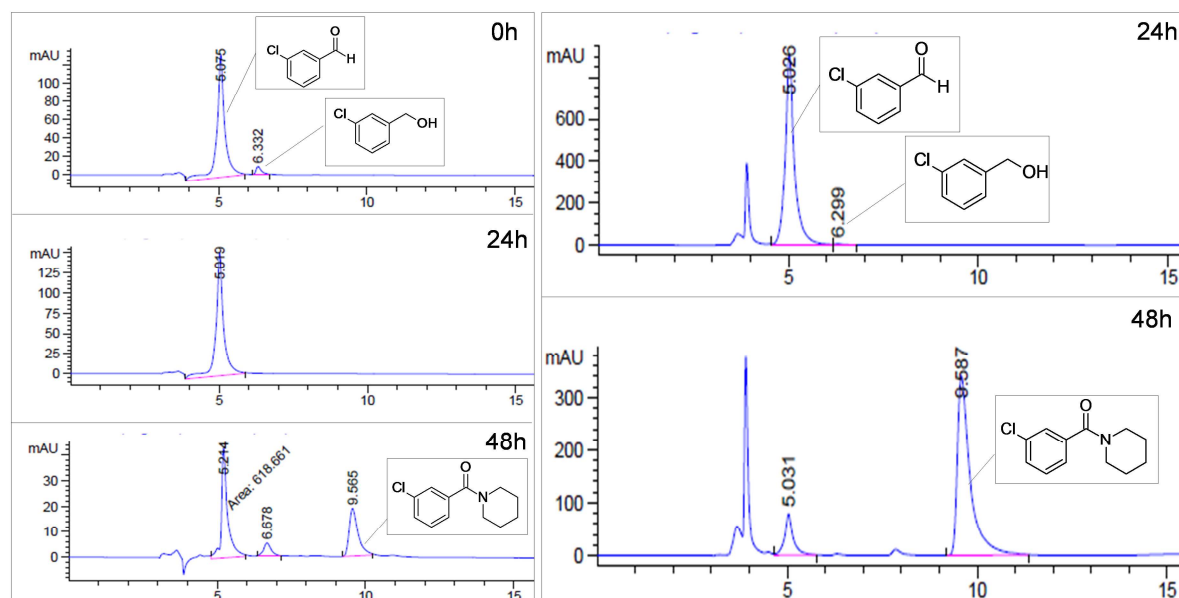 0h
mAU
5.075
Cl
O
H
6.332
Cl
OH
100
80
60
40
20
0
5
10
15
24h
mAU
5.019
125
100
75
50
25
0
5
10
15
48h
mAU
5.214
Area: 618.661
6.678
9.565
Cl
O
N
30
20
10
0
5
10
15
24h
mAU
5.026
Cl
O
H
6.299
Cl
OH
600
400
200
0
5
10
15
48h
mAU
5.031
9.587
Cl
O
N
300
200
100
0
5
10
15